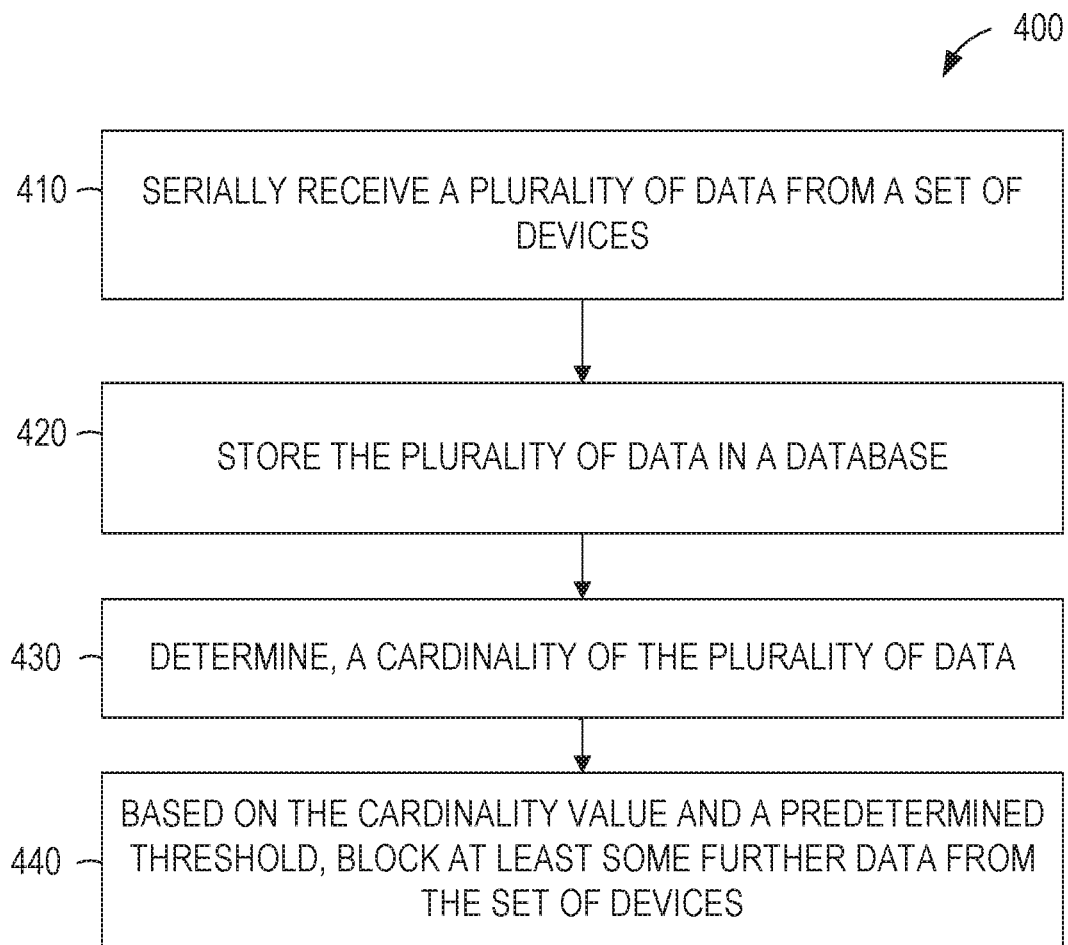 400
410
SERIALLY RECEIVE A PLURALITY OF DATA FROM A SET OF
DEVICES
420
STORE THE PLURALITY OF DATA IN A DATABASE
430
DETERMINE, A CARDINALITY OF THE PLURALITY OF DATA
440
BASED ON THE CARDINALITY VALUE AND A PREDETERMINED
THRESHOLD, BLOCK AT LEAST SOME FURTHER DATA FROM
THE SET OF DEVICES